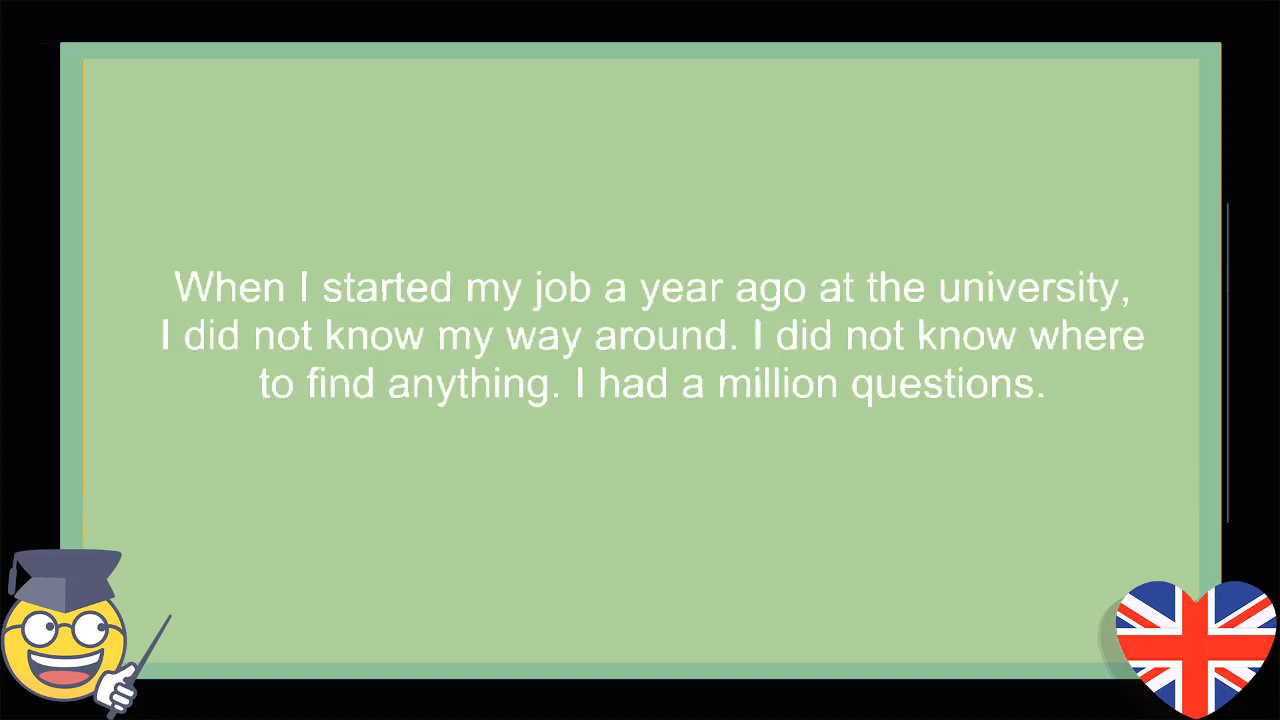 When I started my job a year ago at the university,
I did not know my way around. I did not know where
to find anything. I had a million questions.